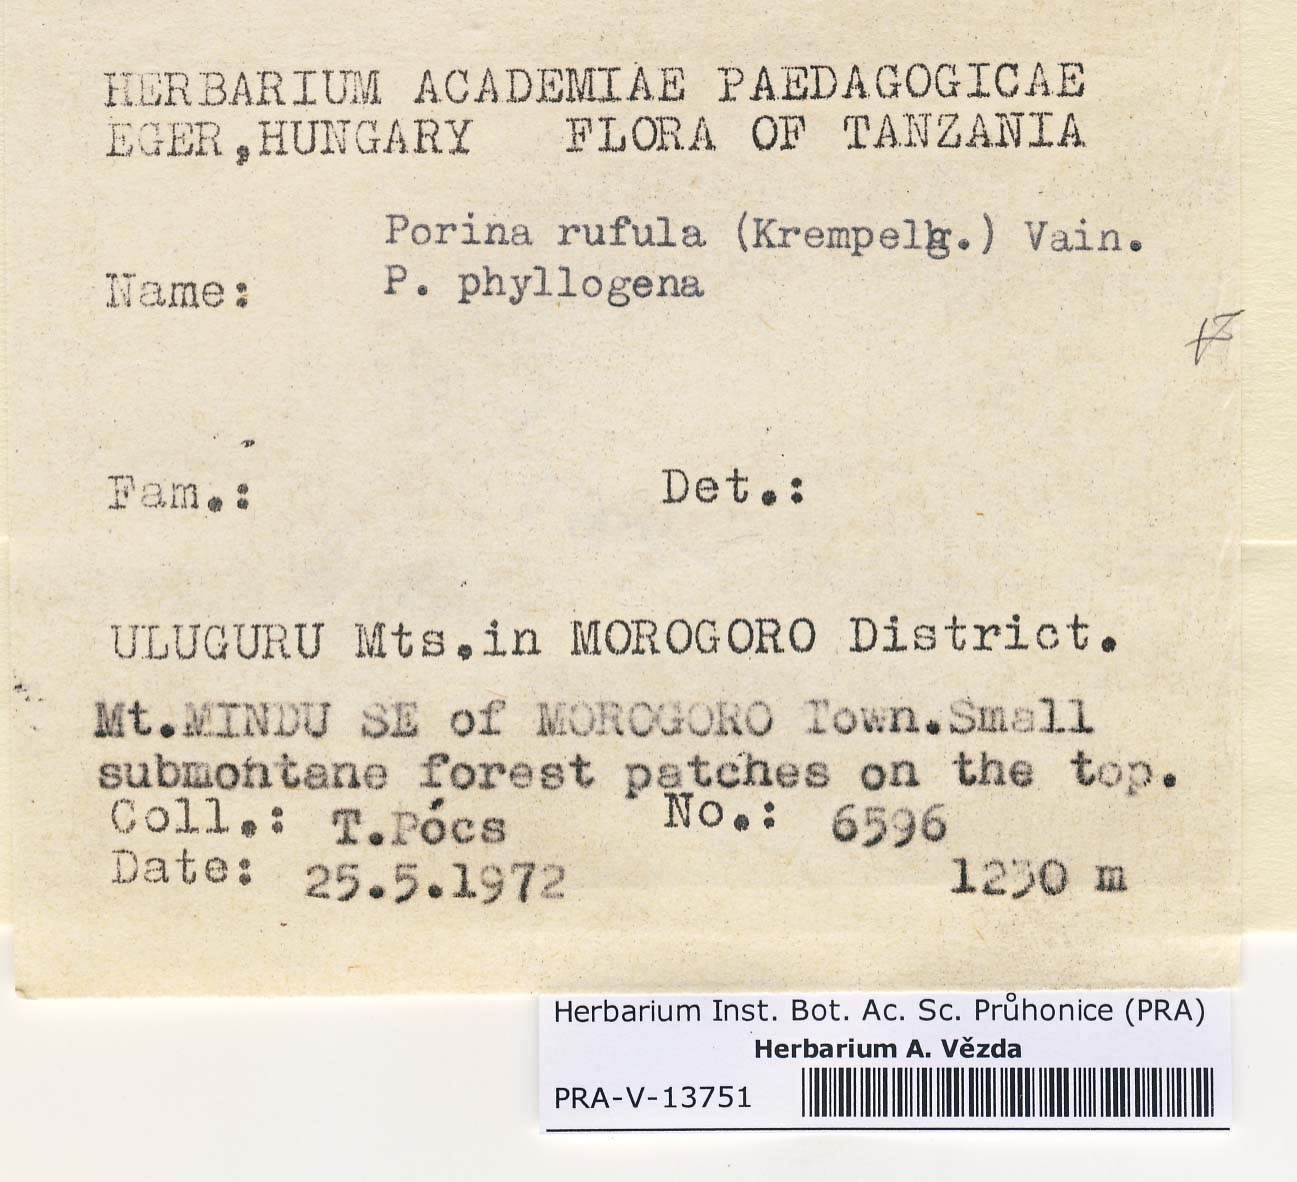 HERBARIUM ACADEMIAE PAEDAGOGICAE
EGER,HUNGARY FLORA OF TANZANIA
Porina rufula (Krempelg.) Vain.
Name: P. phyllogena
Fam.: Det.:
ULUGURU Mts.in MOROGORO District.
Mt.MINDU SE of MOROGORO Town.Small
submontane forest patches on the top.
Coll.: T.Pócs No.: 6596
Date: 25.5.1972 1230 m
Herbarium Inst. Bot. Ac. Sc. Průhonice (PRA)
Herbarium A. Vězda
PRA-V-13751